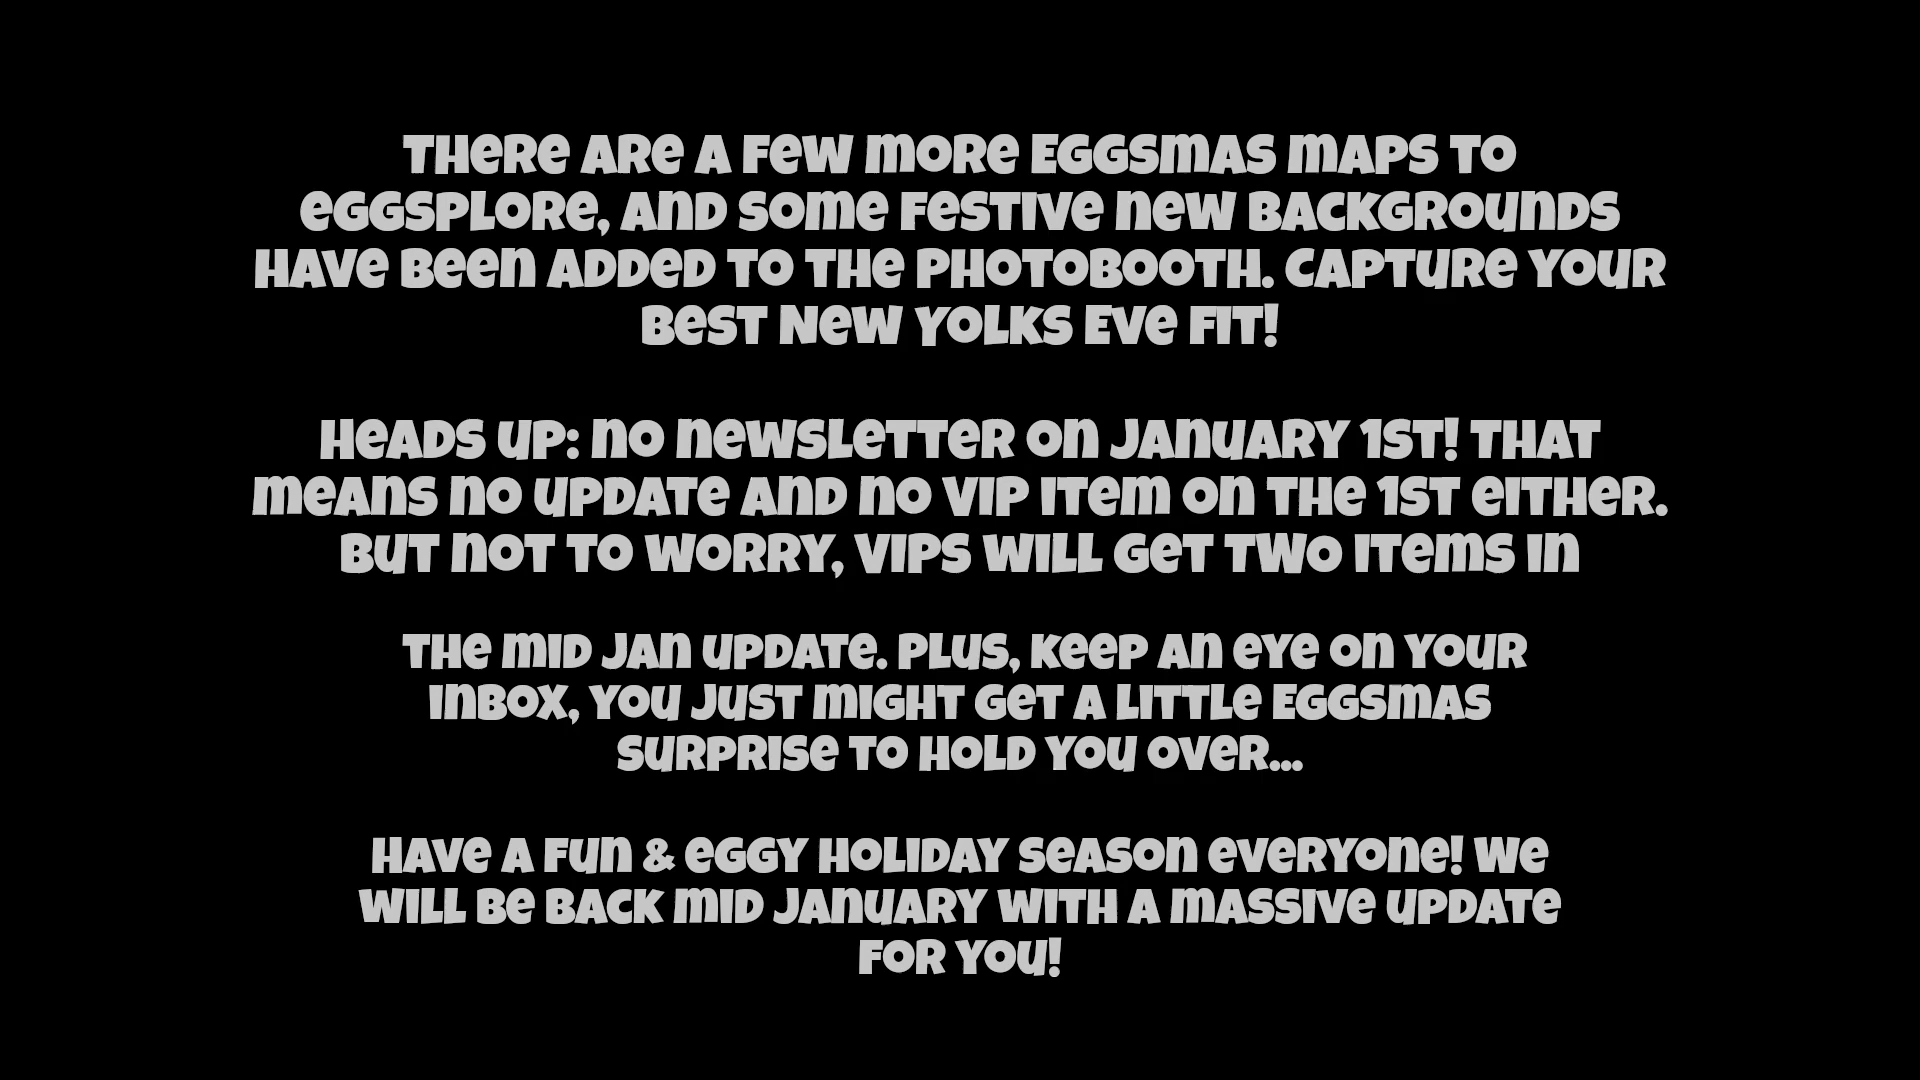 There are a few more Eggsmas maps to
eggsplore, and some festive new backgrounds
have been added to the photobooth. Capture your
best New Yolks Eve fit!
Heads up: no newsletter on January 1st! That
means no update and no VIP item on the 1st either.
But not to worry, VIPs will get two items in
the mid Jan update. Plus, keep an eye on your
inbox, you just might get a little Eggsmas
surprise to hold you over...
Have a fun & eggy holiday season everyone! We
will be back mid January with a massive update
for you!